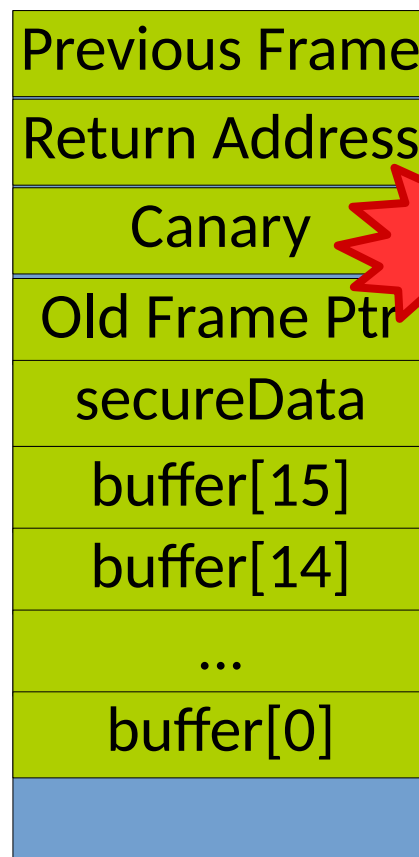 Previous Frame
Return Address
Canary
Old Frame Ptr
secureData
buffer[15]
buffer[14]
...
buffer[0]